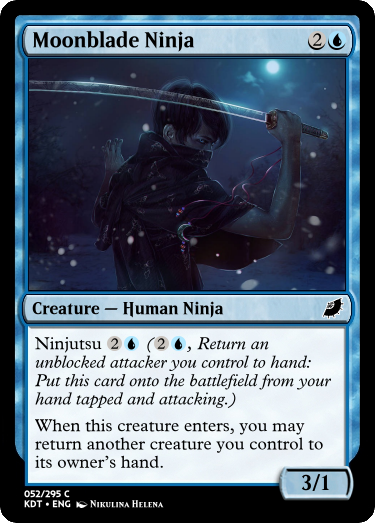 Moonblade Ninja 2
Creature — Human Ninja
Ninjutsu 2 (2, Return an
unblocked attacker you control to hand:
Put this card onto the battlefield from your
hand tapped and attacking.)
When this creature enters, you may
return another creature you control to
its owner's hand.
3/1
052/295 C
KDT • ENG Nikulina Helena